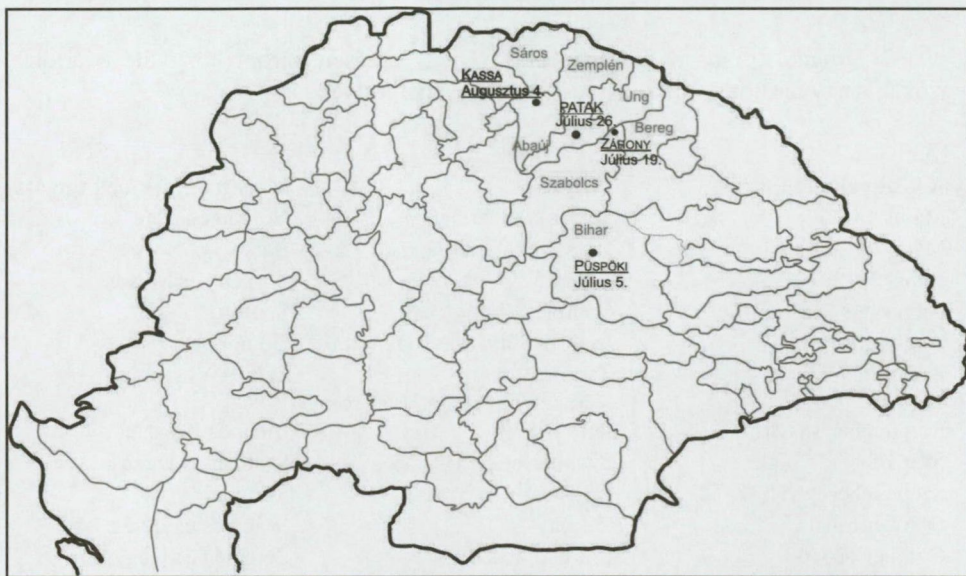 Sáros
Zemplén
KASSA
Augusztus 4.
Ung
PATAK
Július 26.
Bereg
Abaúj
ZÁHONY
Július 19.
Szabolcs
Bihar
PÜSPÖKI
Július 5.